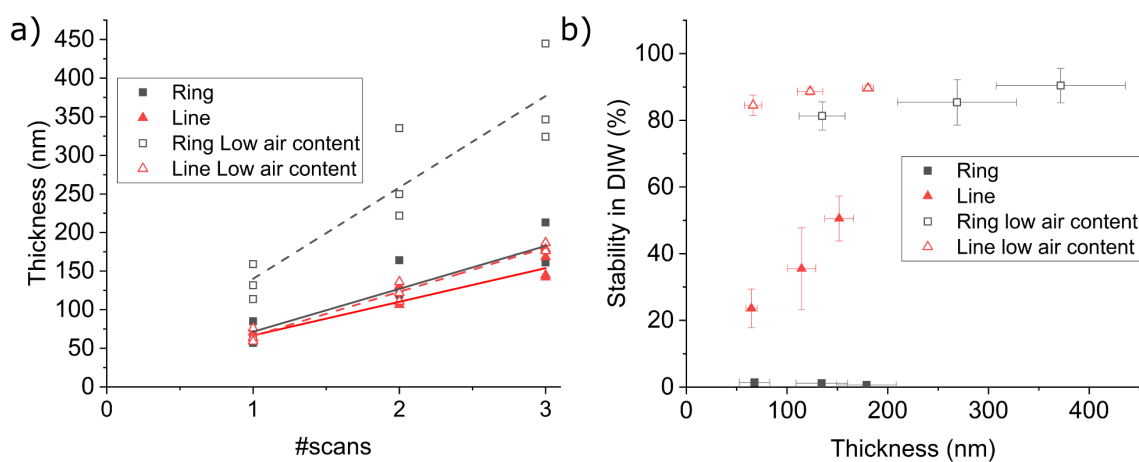 a)
450
400
350
300
250
200
150
100
50
0
Thickness (nm)
Ring
Line
Ring Low air content
Line Low air content
0 1 2 3
#scans
b)
100
80
60
40
20
0
Stability in DIW (%)
Ring
Line
Ring low air content
Line low air content
0 100 200 300 400
Thickness (nm)